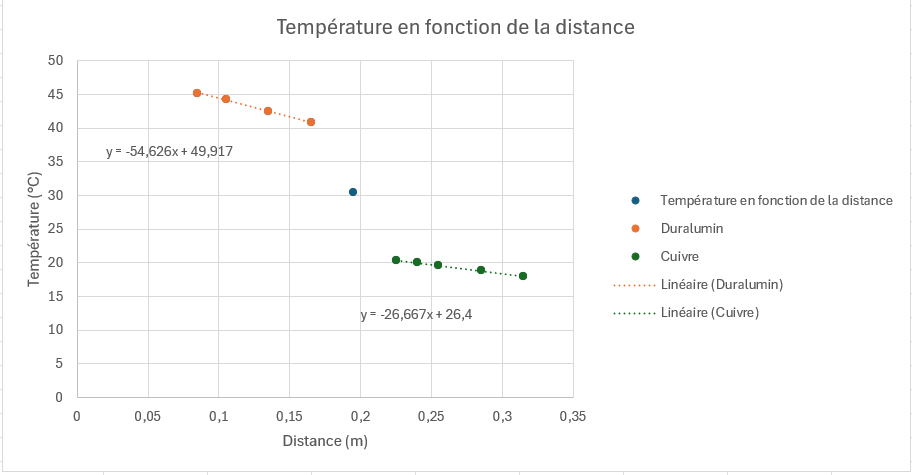 Température en fonction de la distance
50
45
40
35
30
25
20
15
10
5
0
Température (°C)
y = -54,626x + 49,917
y = -26,667x + 26,4
0 0,05 0,1 0,15 0,2 0,25 0,3 0,35
Distance (m)
Température en fonction de la distance
Duralumin
Cuivre
Linéaire (Duralumin)
Linéaire (Cuivre)